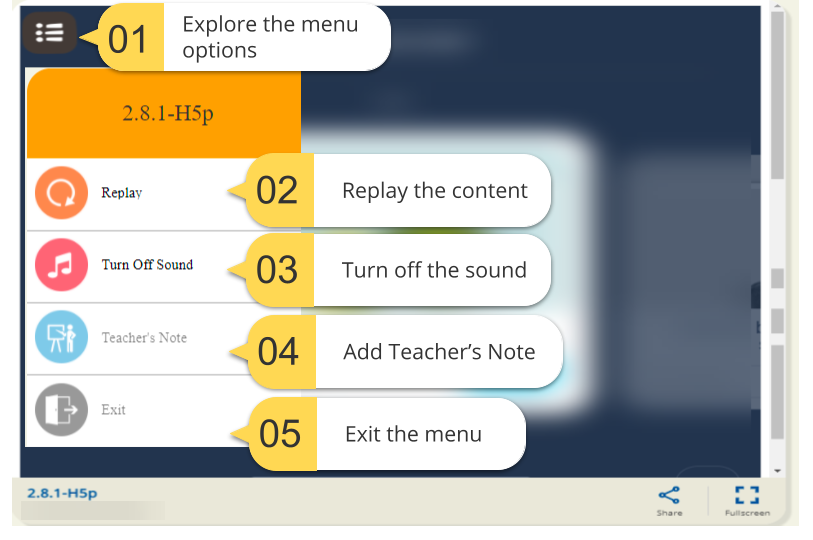 01
Explore the menu
options
2.8.1-H5p
Replay
02
Replay the content
Turn Off Sound
03
Turn off the sound
Teacher's Note
04
Add Teacher’s Note
Exit
05
Exit the menu
2.8.1-H5p
Share
Fullscreen